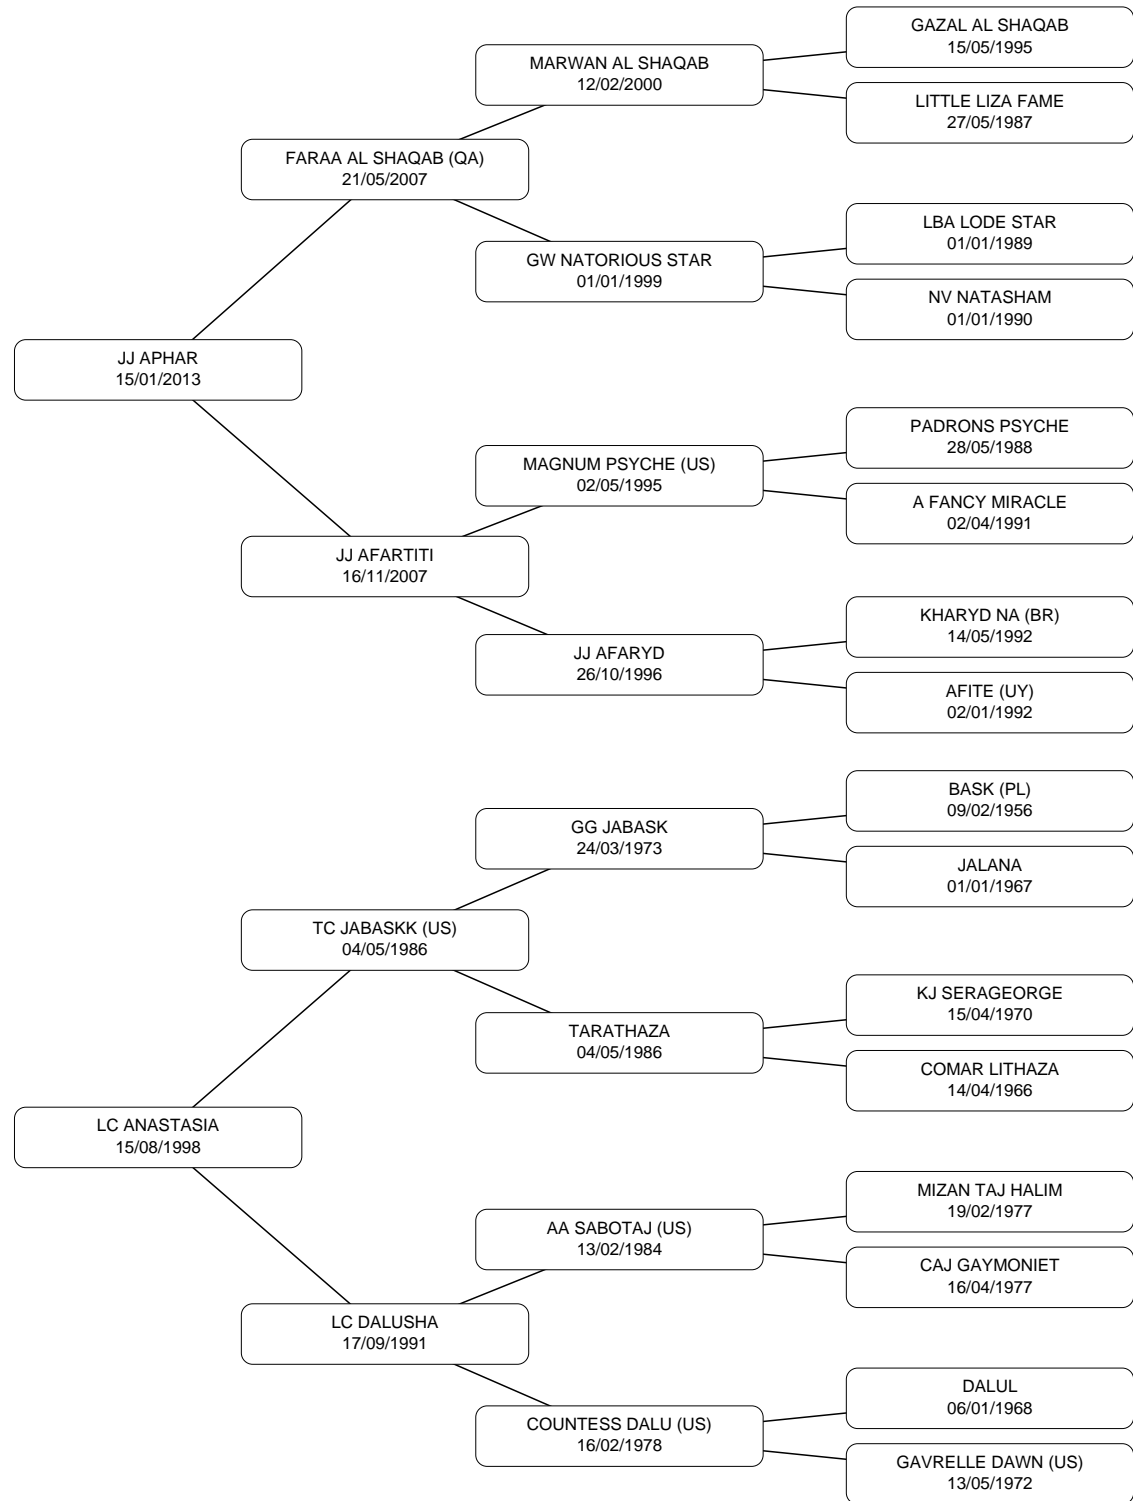 GAZAL AL SHAQAB
15/05/1995
MARWAN AL SHAQAB
12/02/2000
LITTLE LIZA FAME
27/05/1987
FARAA AL SHAQAB (QA)
21/05/2007
LBA LODE STAR
01/01/1989
GW NATORIOUS STAR
01/01/1999
NV NATASHAM
01/01/1990
JJ APHAR
15/01/2013
PADRONS PSYCHE
28/05/1988
MAGNUM PSYCHE (US)
02/05/1995
A FANCY MIRACLE
02/04/1991
JJ AFARTITI
16/11/2007
KHARYD NA (BR)
14/05/1992
JJ AFARYD
26/10/1996
AFITE (UY)
02/01/1992
BASK (PL)
09/02/1956
GG JABASK
24/03/1973
JALANA
01/01/1967
TC JABASKK (US)
04/05/1986
KJ SERAGEORGE
15/04/1970
TARATHAZA
04/05/1986
COMAR LITHAZA
14/04/1966
LC ANASTASIA
15/08/1998
MIZAN TAJ HALIM
19/02/1977
AA SABOTAJ (US)
13/02/1984
CAJ GAYMONIET
16/04/1977
LC DALUSHA
17/09/1991
DALUL
06/01/1968
COUNTESS DALU (US)
16/02/1978
GAVRELLE DAWN (US)
13/05/1972